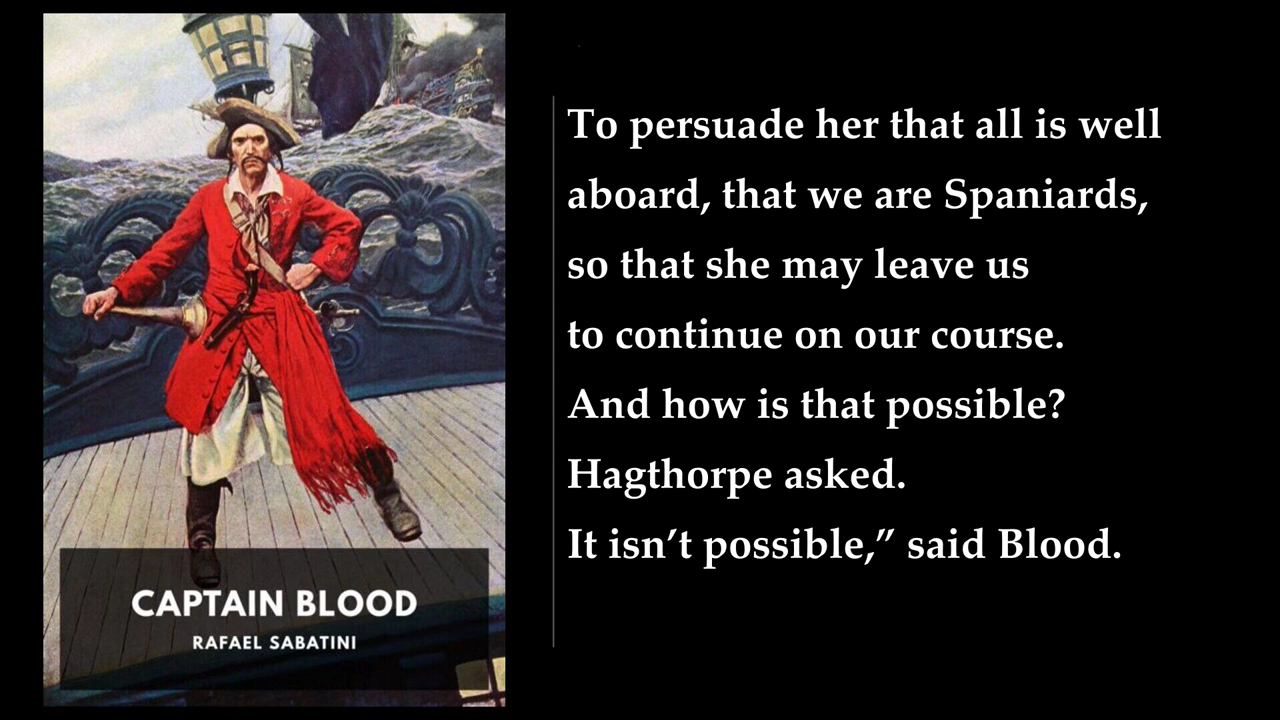 CAPTAIN BLOOD
RAFAEL SABATINI
To persuade her that all is well
aboard, that we are Spaniards,
so that she may leave us
to continue on our course.
And how is that possible?
Hagthorpe asked.
It isn’t possible,” said Blood.